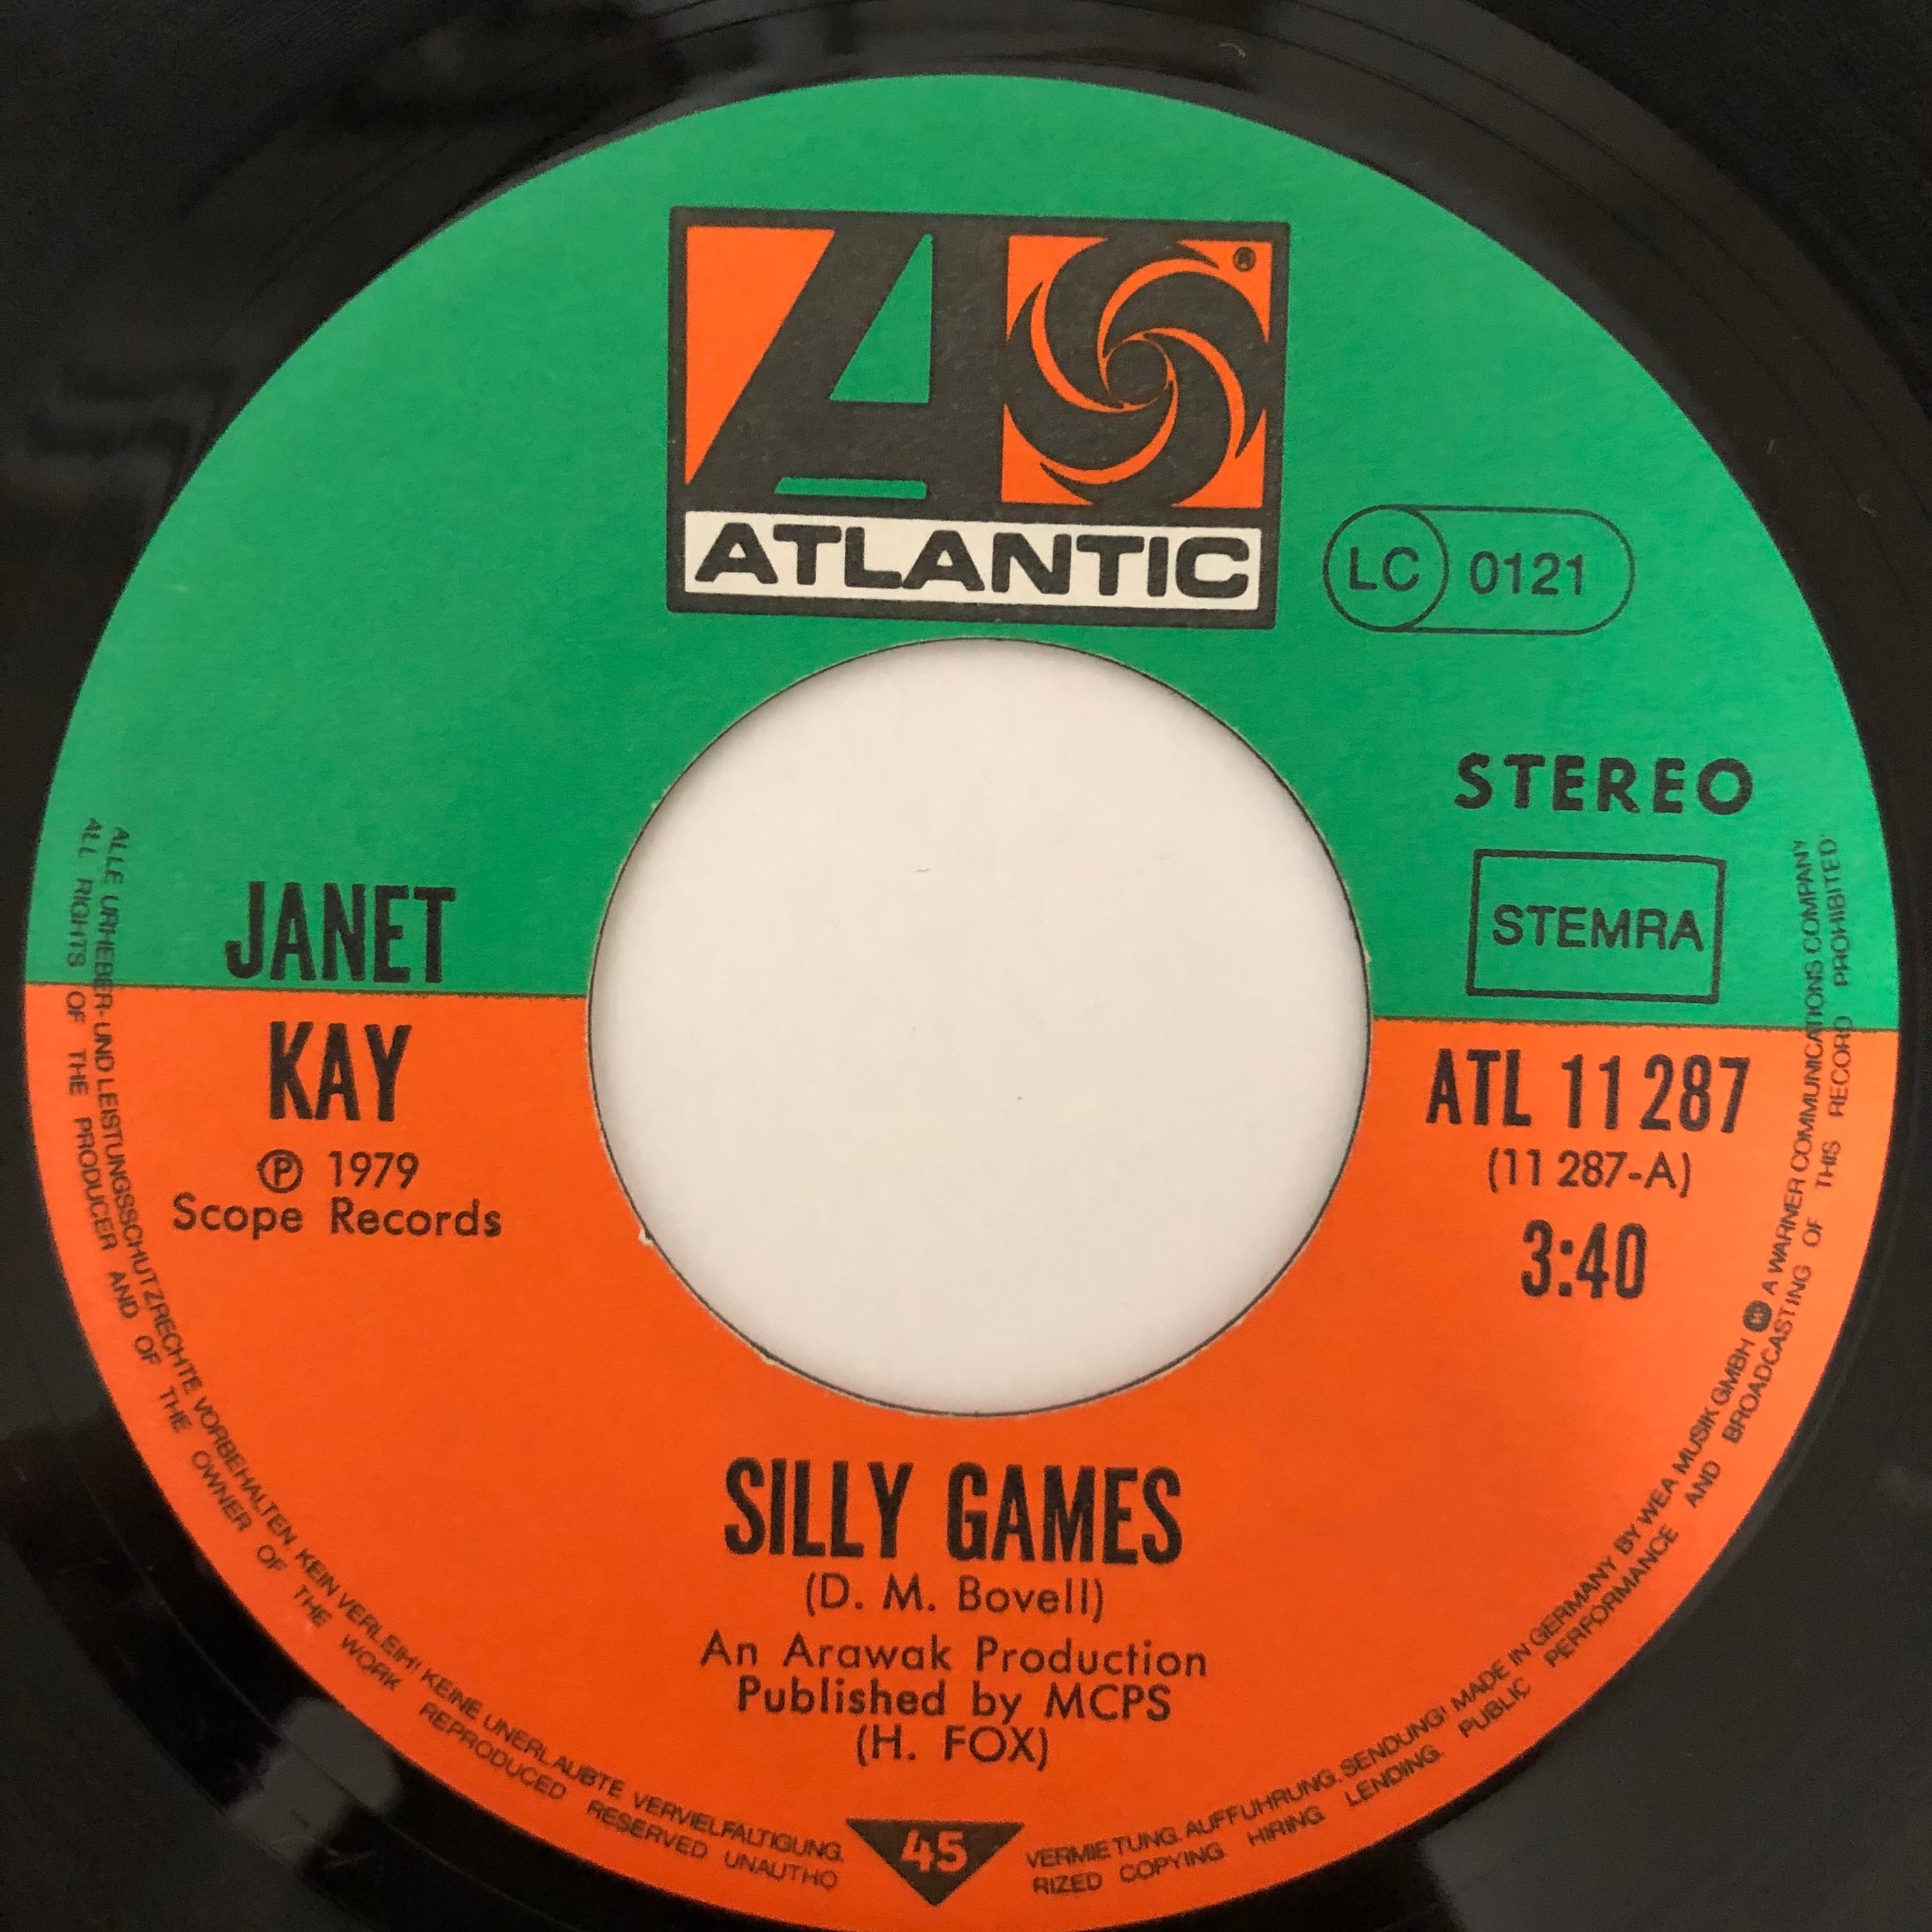 ATLANTIC
®
LC 0121
STEREO
STEMRA
JANET
KAY
℗ 1979
Scope Records
ATL 11 287
(11 287-A)
3:40
SILLY GAMES
(D. M. Bovell)
An Arawak Production
Published by MCPS
(H. FOX)
45
ALLE URHEBER- UND LEISTUNGSSCHUTZRECHTE VORBEHALTEN. KEIN VERLEIH! KEINE UNERLAUBTE VERVIELFALTIGUNG, VERMIETUNG. AUFFUHRUNG. SENDUNG! MADE IN GERMANY BY WEA MUSIK GMBH W A WARNER COMMUNICATIONS COMPANY
ALL RIGHTS OF THE PRODUCER AND OF THE OWNER OF THE WORK REPRODUCED RESERVED UNAUTHORIZED COPYING HIRING. LENDING. PUBLIC PERFORMANCE AND BROADCASTING OF THIS RECORD PROHIBITED'